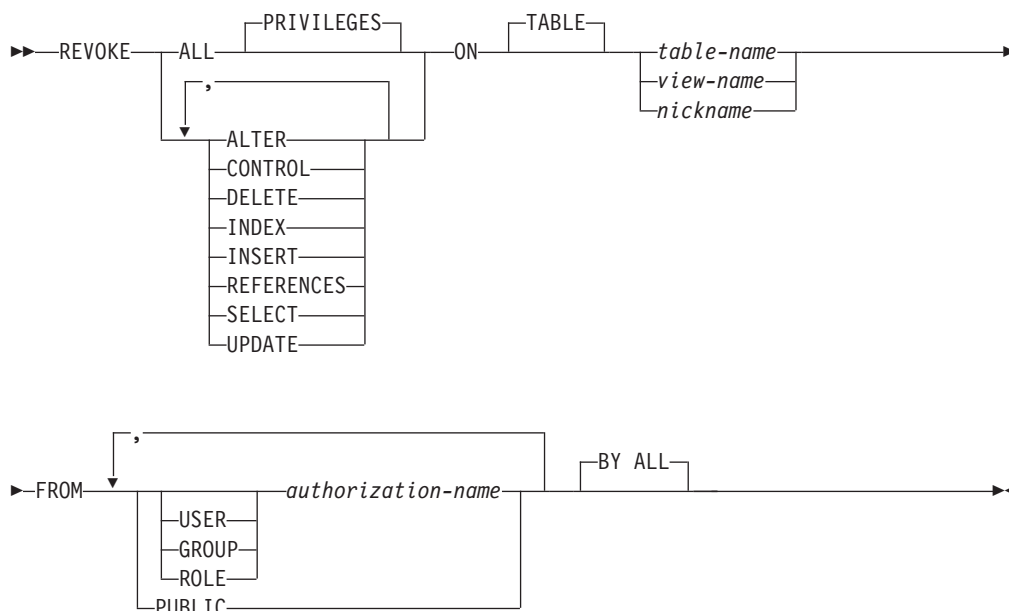 PRIVILEGES TABLE
►►—REVOKE ALL ON table-name
, view-name
nickname
ALTER
CONTROL
DELETE
INDEX
INSERT
REFERENCES
SELECT
UPDATE
, BY ALL
FROM authorization-name
USER
GROUP
ROLE
PUBLIC